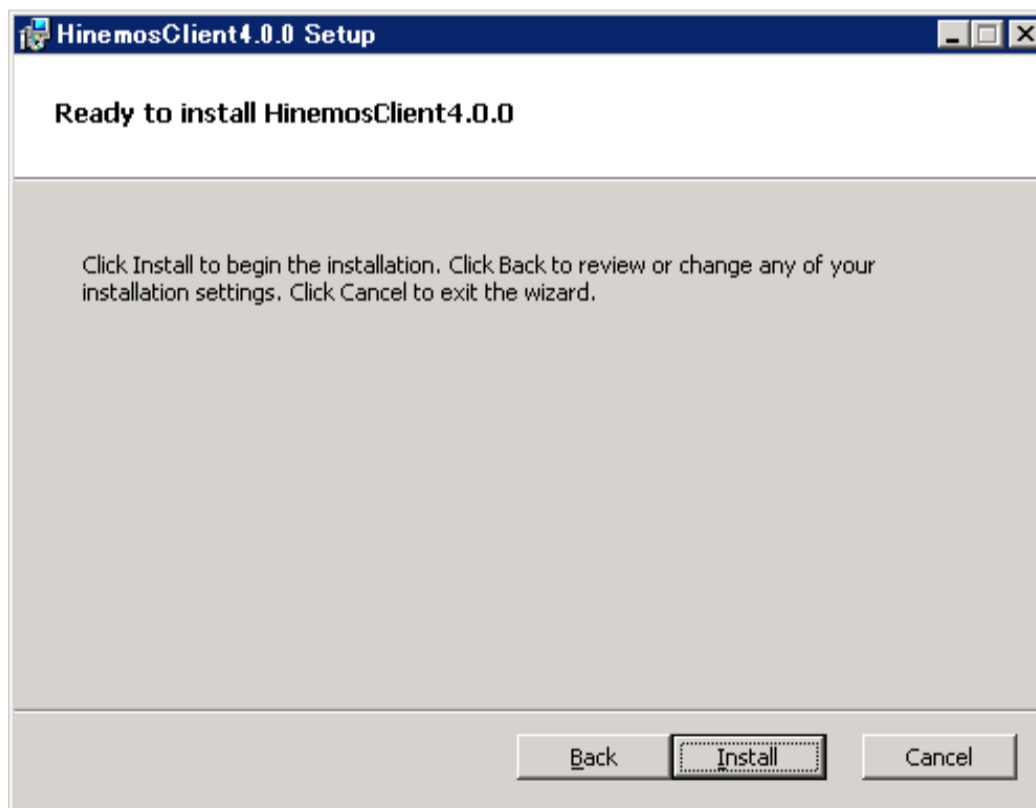 HinemosClient4.0.0 Setup
Ready to install HinemosClient4.0.0
Click Install to begin the installation. Click Back to review or change any of your
installation settings. Click Cancel to exit the wizard.
Back
Install
Cancel